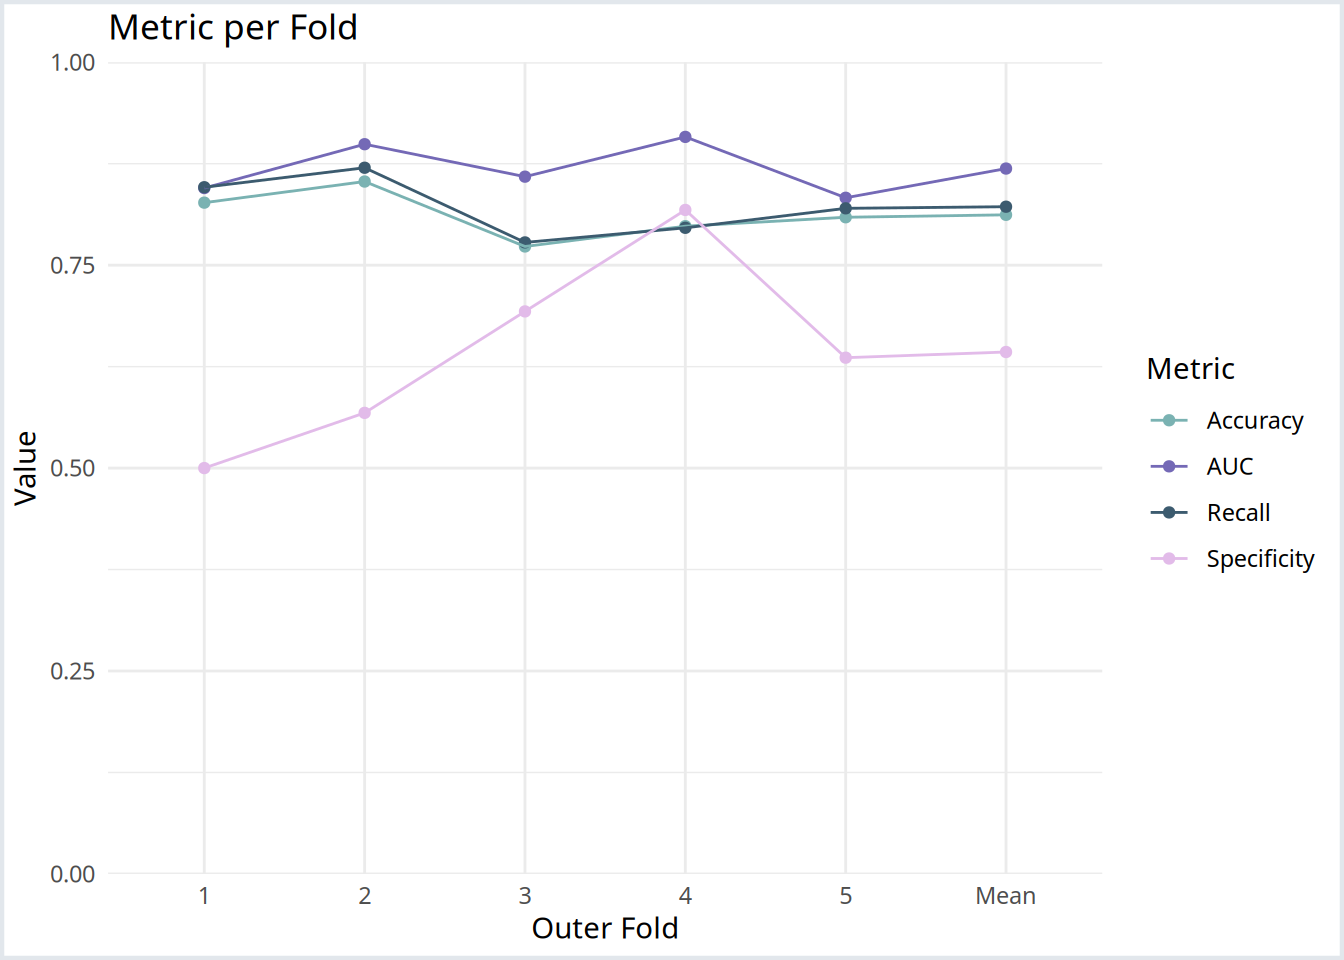 Metric per Fold
1.00
0.75
0.50
0.25
0.00
Value
1 2 3 4 5 Mean
Outer Fold
Metric
Accuracy
AUC
Recall
Specificity